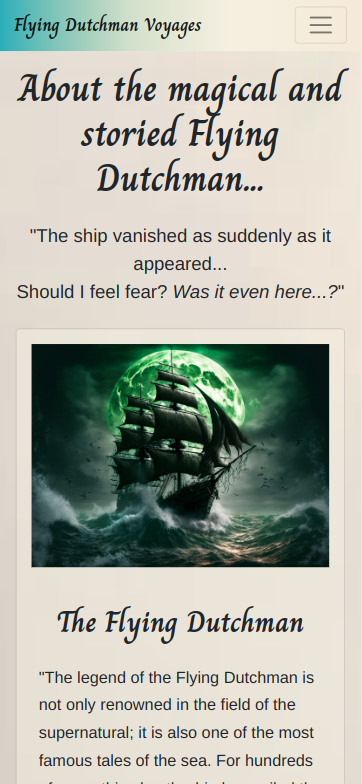 Flying Dutchman Voyages
About the magical and
storied Flying
Dutchman...
"The ship vanished as suddenly as it
appeared...
Should I feel fear? Was it even here...?"
The Flying Dutchman
"The legend of the Flying Dutchman is
not only renowned in the field of the
supernatural; it is also one of the most
famous tales of the sea. For hundreds